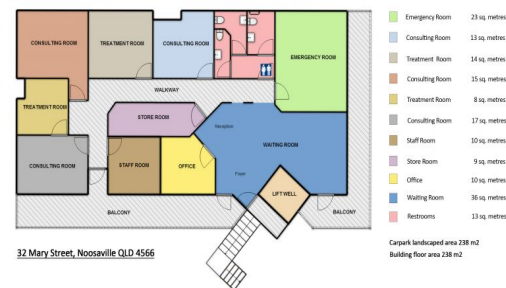 CONSULTING ROOM
TREATMENT ROOM
CONSULTING ROOM
EMERGENCY ROOM
WALKWAY
TREATMENT ROOM
STORE ROOM
Reception
WAITING ROOM
CONSULTING ROOM
STAFF ROOM
OFFICE
Foyer
LIFT WELL
BALCONY
BALCONY
32 Mary Street, Noosaville QLD 4566
Emergency Room 23 sq. metres
Consulting Room 13 sq. metres
Treatment Room 14 sq. metres
Consulting Room 15 sq. metres
Treatment Room 8 sq. metres
Consulting Room 17 sq. metres
Staff Room 10 sq. metres
Store Room 9 sq. metres
Office 10 sq. metres
Waiting Room 36 sq. metres
Restrooms 13 sq. metres
Carpark landscaped area 238 m2
Building floor area 238 m2